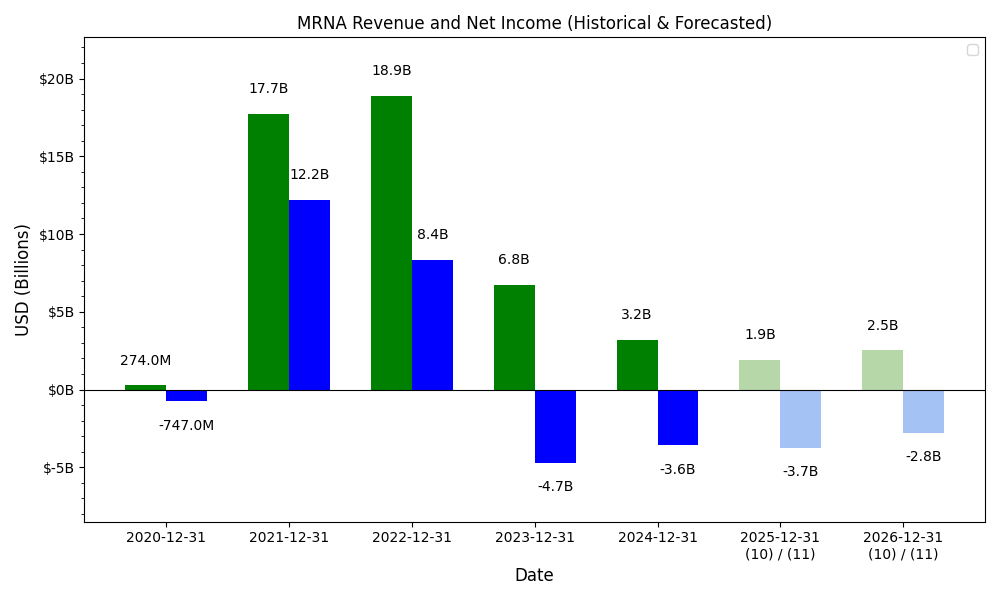 MRNA Revenue and Net Income (Historical & Forecasted)
USD (Billions)
$20B
$15B
$10B
$5B
$0B
$-5B
274.0M
-747.0M
17.7B
12.2B
18.9B
8.4B
6.8B
-4.7B
3.2B
-3.6B
1.9B
-3.7B
2.5B
-2.8B
2020-12-31
2021-12-31
2022-12-31
2023-12-31
2024-12-31
2025-12-31
(10) / (11)
2026-12-31
(10) / (11)
Date